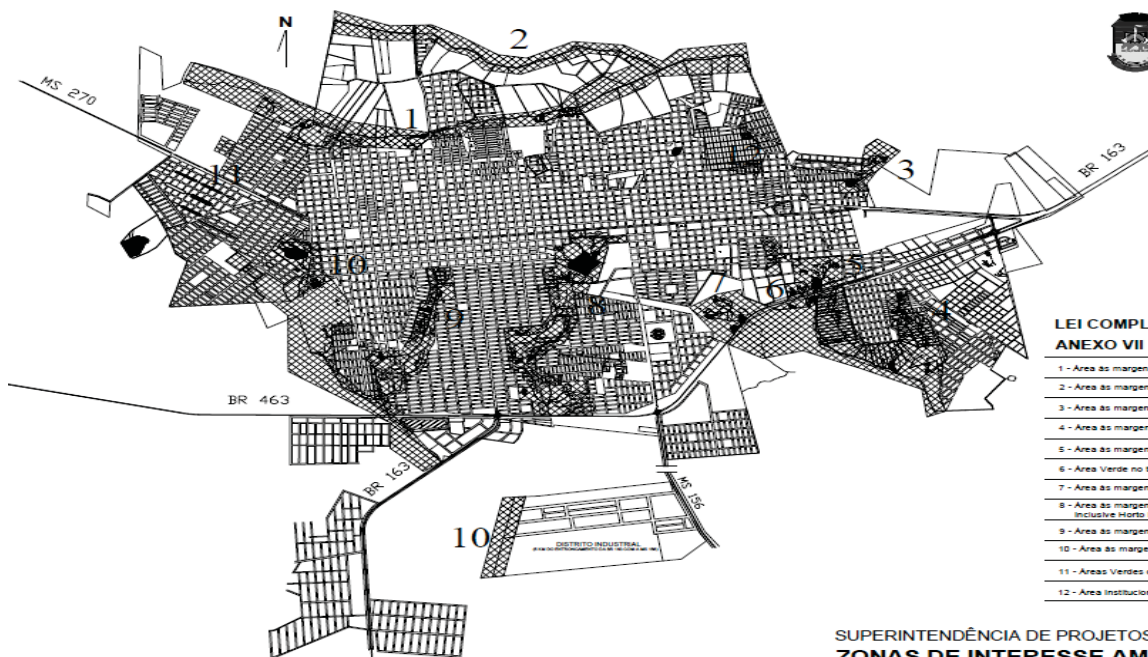 N
2
MS 270
1
3
BR 163
11
12
10
5
6
7
9
8
4
BR 463
BR 163
MS 156
10
DISTRITO INDUSTRIAL
LEI COMPL
ANEXO VII
1 - Área às margen
2 - Área às margen
3 - Área às margen
4 - Área às margen
5 - Área às margen
6 - Área Verde no
7 - Área às margen
8 - Área às margen
Inclusive Horto
9 - Área às margen
10 - Área às marge
11 - Áreas Verdes
12 - Área Institucion
SUPERINTENDÊNCIA DE PROJETOS
ZONAS DE INTERESSE AM